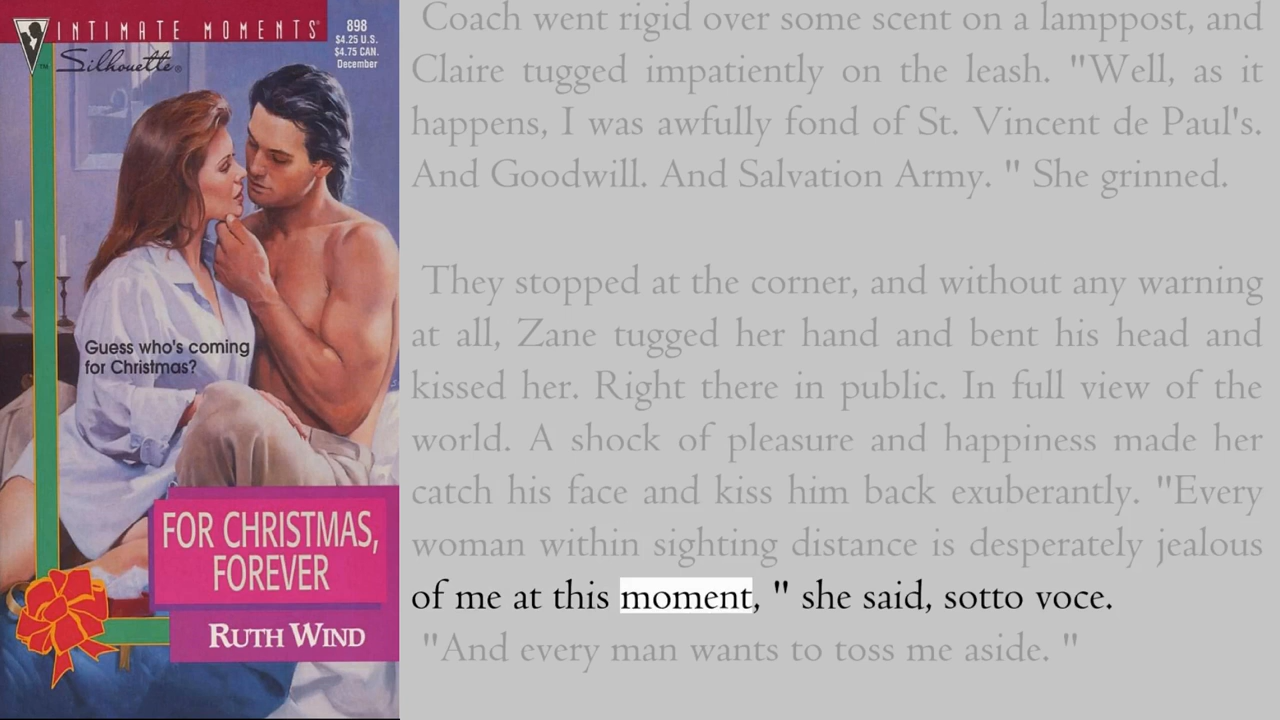 INTIMATE MOMENTS®
Silhouette®
TM
898
$4.25 U.S.
$4.75 CAN.
December
Guess who's coming
for Christmas?
FOR CHRISTMAS,
FOREVER
RUTH WIND
Coach went rigid over some scent on a lamppost, and
Claire tugged impatiently on the leash. "Well, as it
happens, I was awfully fond of St. Vincent de Paul's.
And Goodwill. And Salvation Army. " She grinned.
They stopped at the corner, and without any warning
at all, Zane tugged her hand and bent his head and
kissed her. Right there in public. In full view of the
world. A shock of pleasure and happiness made her
catch his face and kiss him back exuberantly. "Every
woman within sighting distance is desperately jealous
of me at this moment, " she said, sotto voce.
"And every man wants to toss me aside. "